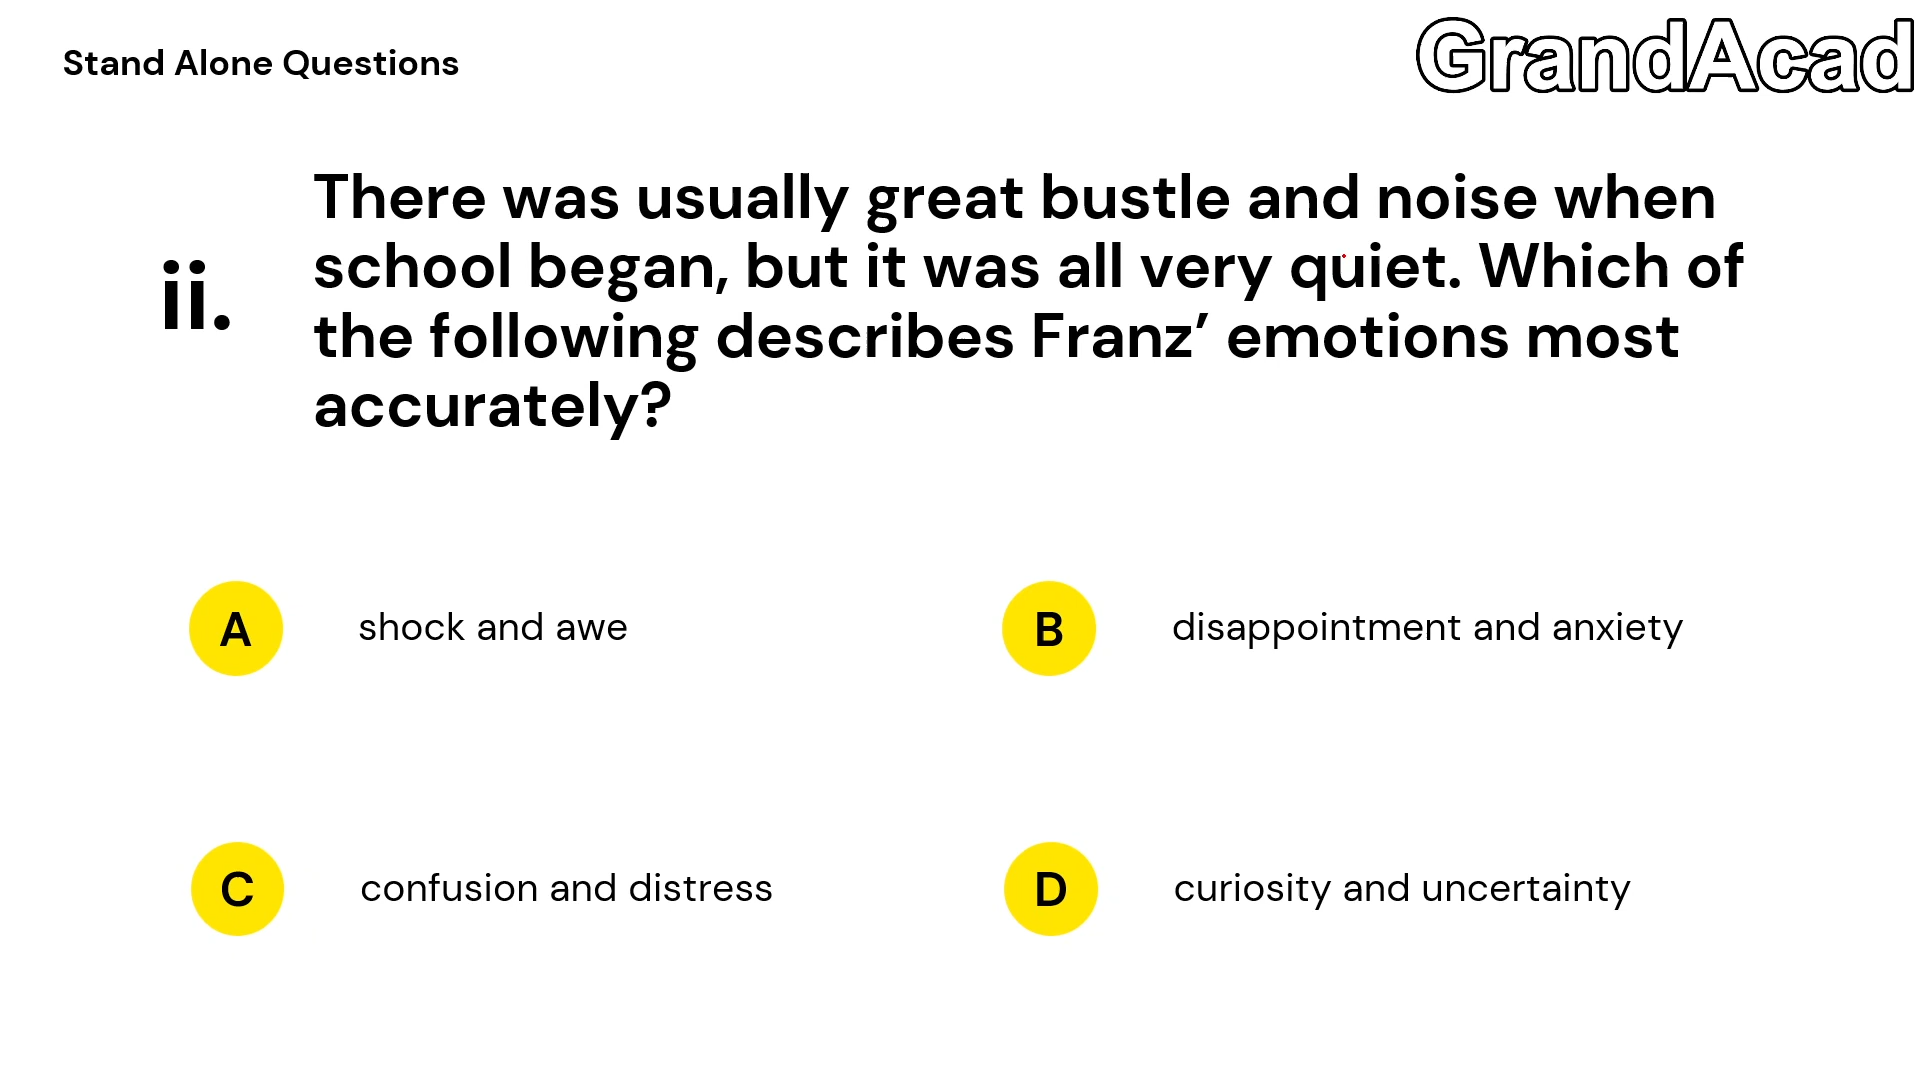 Stand Alone Questions
GrandAcad
ii.
There was usually great bustle and noise when
school began, but it was all very quiet. Which of
the following describes Franz’ emotions most
accurately?
A
shock and awe
B
disappointment and anxiety
C
confusion and distress
D
curiosity and uncertainty